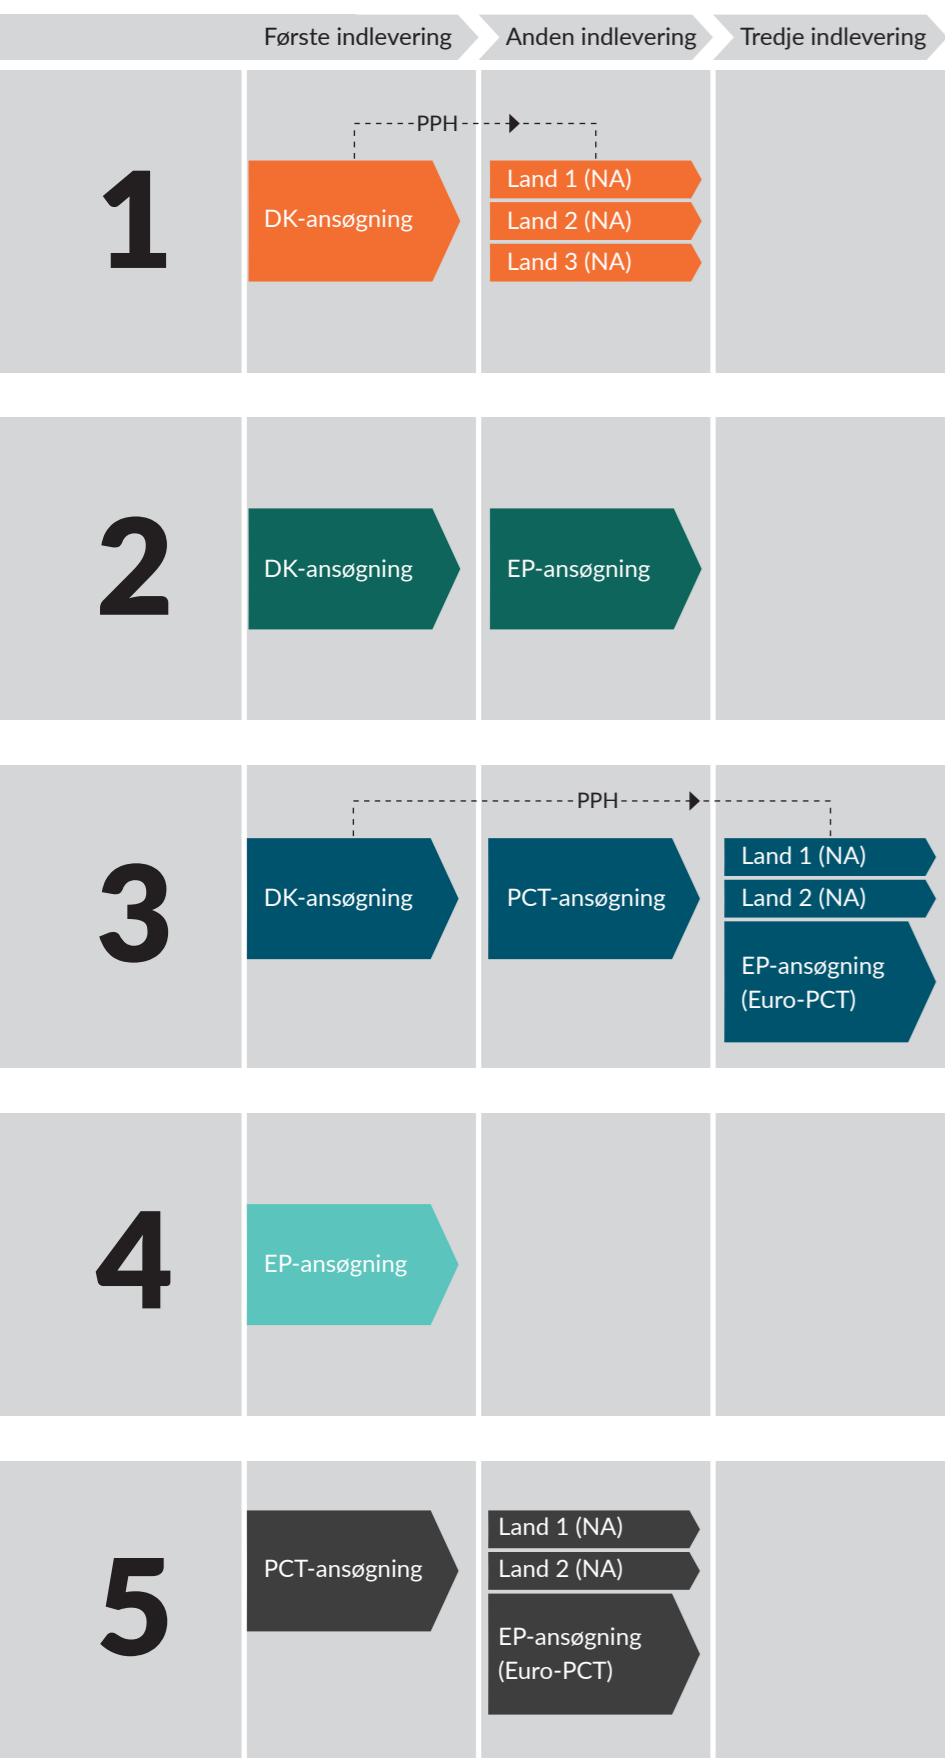 Første indlevering
Anden indlevering
Tredje indlevering
1
PPH
DK-ansøgning
Land 1 (NA)
Land 2 (NA)
Land 3 (NA)
2
DK-ansøgning
EP-ansøgning
3
PPH
DK-ansøgning
PCT-ansøgning
Land 1 (NA)
Land 2 (NA)
EP-ansøgning
(Euro-PCT)
4
EP-ansøgning
5
PCT-ansøgning
Land 1 (NA)
Land 2 (NA)
EP-ansøgning
(Euro-PCT)